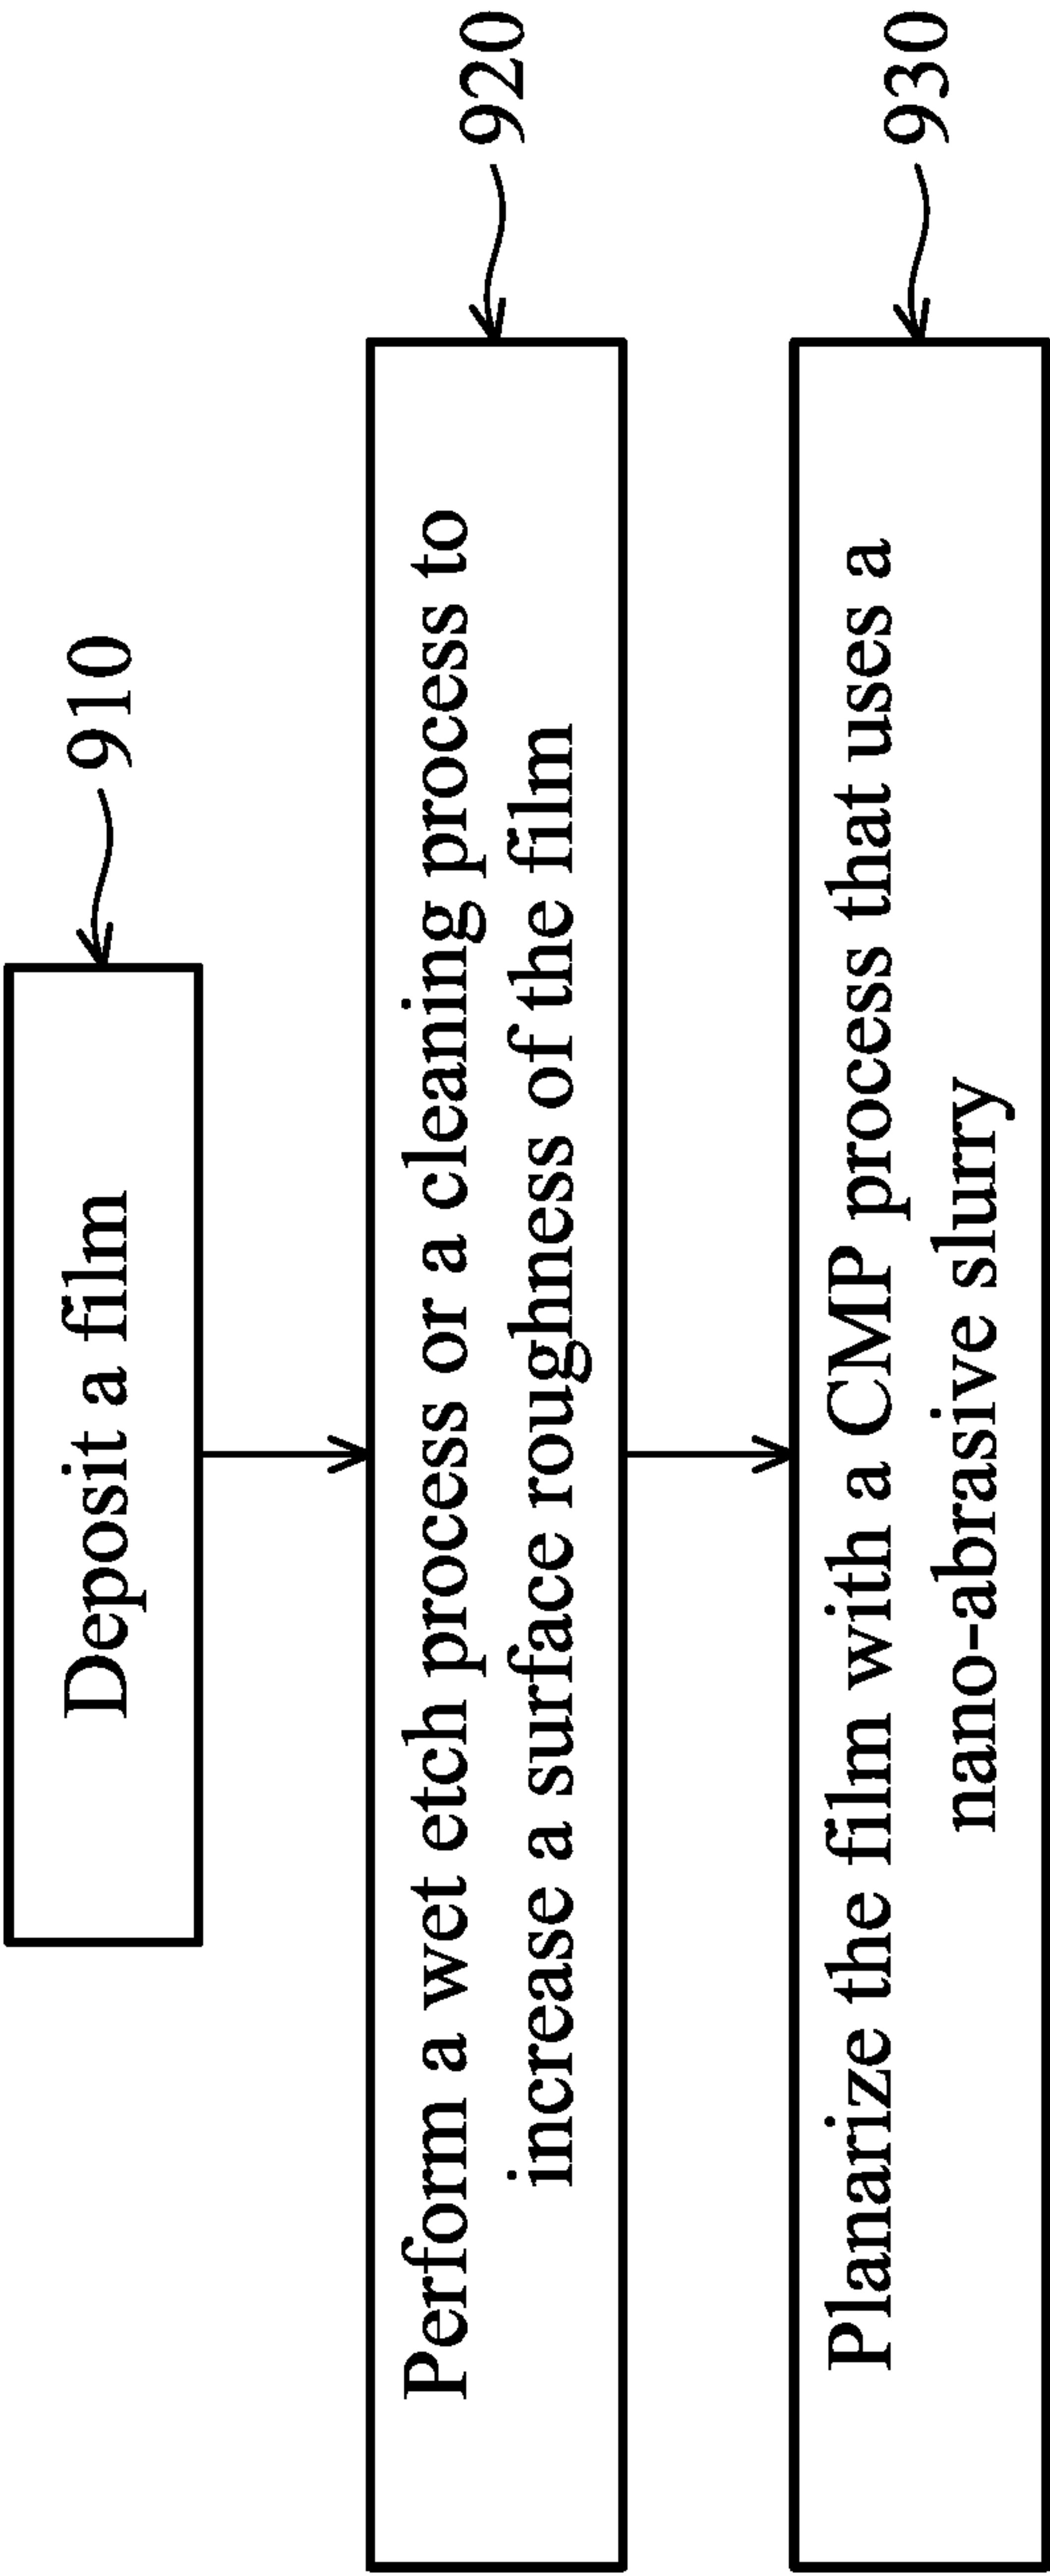 Deposit a film
910
Perform a wet etch process or a cleaning process to
increase a surface roughness of the film
920
Planarize the film with a CMP process that uses a
nano-abrasive slurry
930